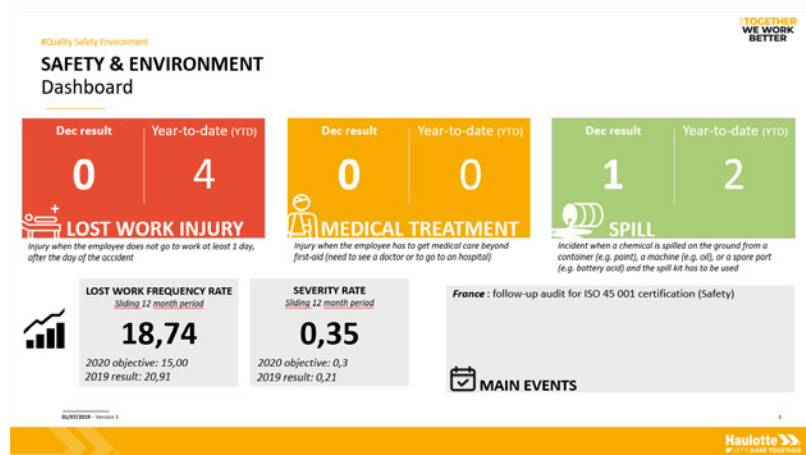 TOGETHER
WE WORK
BETTER
#Quality Safety Environment
SAFETY & ENVIRONMENT
Dashboard
Dec result Year-to-date (YTD)
0 4
LOST WORK INJURY
Injury when the employee does not go to work at least 1 day,
after the day of the accident
Dec result Year-to-date (YTD)
0 0
MEDICAL TREATMENT
Injury when the employee has to get medical care beyond
first-aid (need to see a doctor or to go to an hospital)
Dec result Year-to-date (YTD)
1 2
SPILL
Incident when a chemical is spilled on the ground from a
container (e.g. paint), a machine (e.g. oil), or a spare part
(e.g. battery acid) and the spill kit has to be used
LOST WORK FREQUENCY RATE
Sliding 12 month period
18,74
2020 objective: 15,00
2019 result: 20,91
SEVERITY RATE
Sliding 12 month period
0,35
2020 objective: 0,3
2019 result: 0,21
France : follow-up audit for ISO 45 001 certification (Safety)
MAIN EVENTS
01/07/2019 – Version 1
1
Haulotte
LET'S DARE TOGETHER